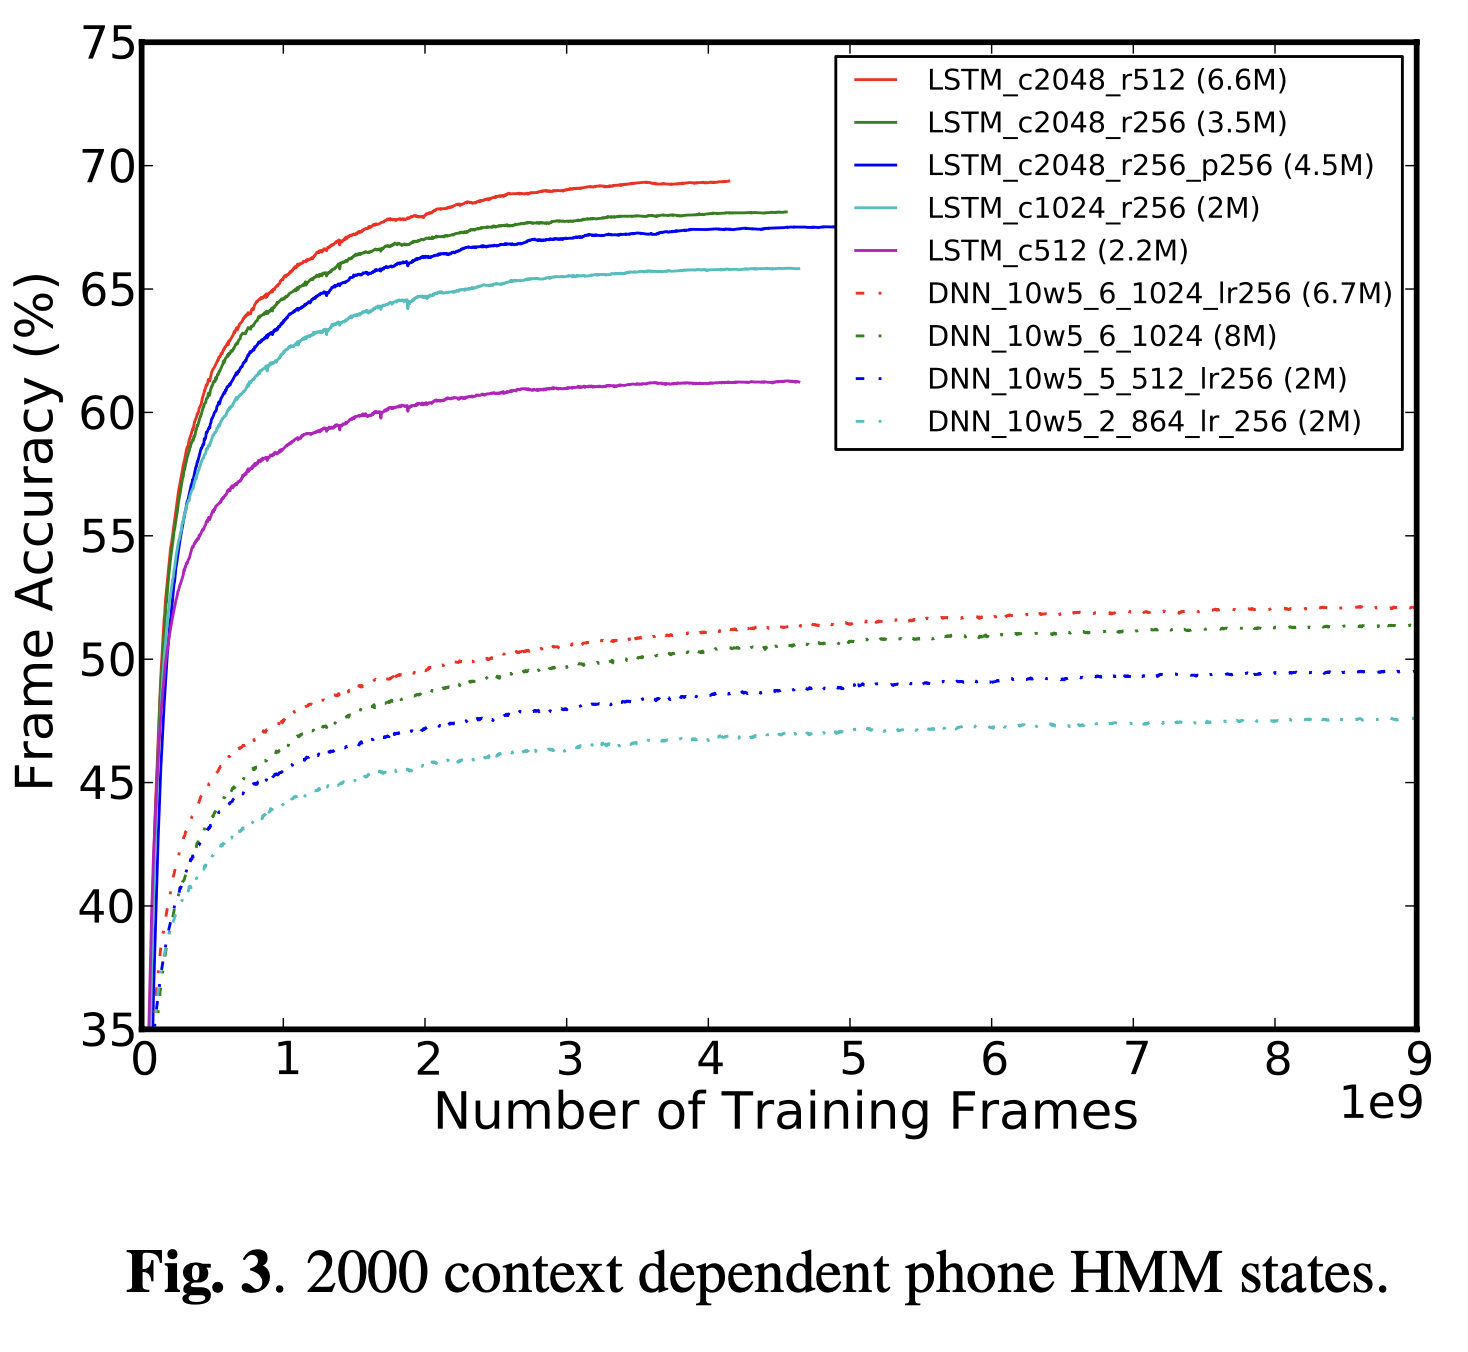 75
70
65
60
55
50
45
40
35
Frame Accuracy (%)
LSTM_c2048_r512 (6.6M)
LSTM_c2048_r256 (3.5M)
LSTM_c2048_r256_p256 (4.5M)
LSTM_c1024_r256 (2M)
LSTM_c512 (2.2M)
DNN_10w5_6_1024_lr256 (6.7M)
DNN_10w5_6_1024 (8M)
DNN_10w5_5_512_lr256 (2M)
DNN_10w5_2_864_lr_256 (2M)
0 1 2 3 4 5 6 7 8 9
1e9
Number of Training Frames
Fig. 3. 2000 context dependent phone HMM states.